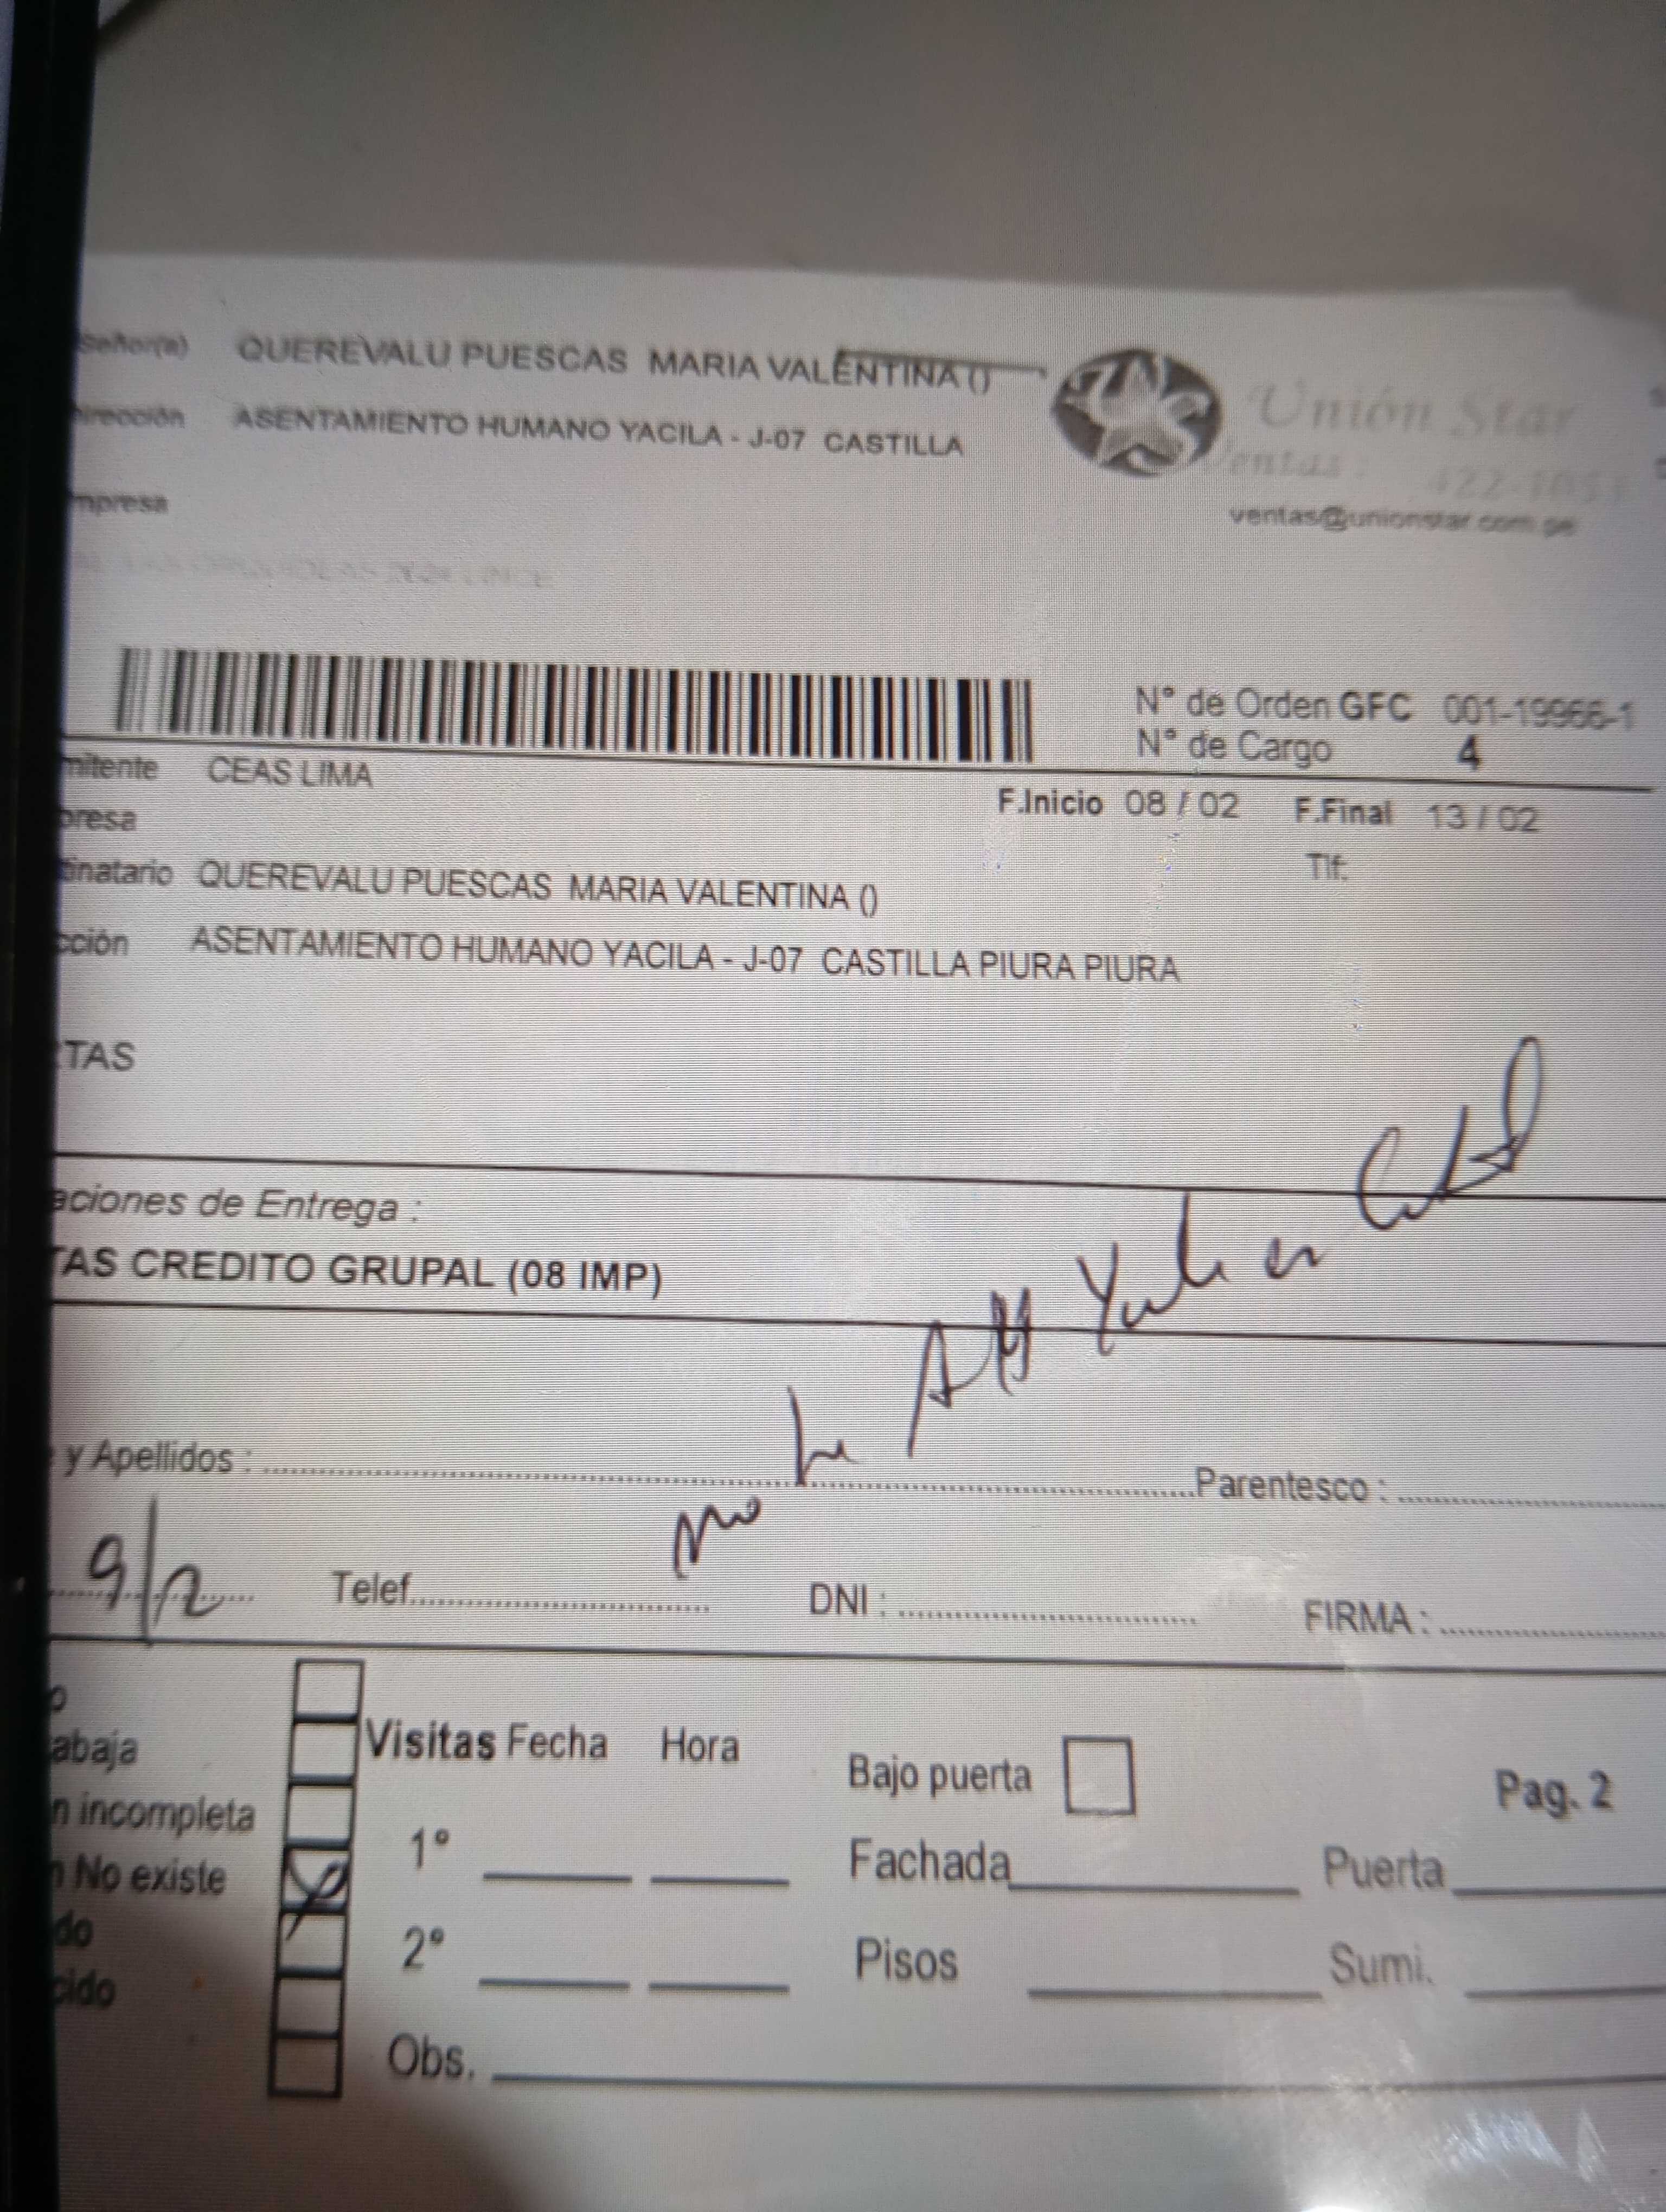 Señor(a) QUEREVALU PUESCAS MARIA VALENTINA ()
irección ASENTAMIENTO HUMANO YACILA - J-07 CASTILLA
Unión Star
Ventas : 422-1053
mpresa
ventas@unionstar.com.pe
N° de Orden GFC 001-19966-1
N° de Cargo 4
mitente CEAS LIMA
F.Inicio 08 / 02 F.Final 13 / 02
presa
Tlf:
tinatario QUEREVALU PUESCAS MARIA VALENTINA ()
cción ASENTAMIENTO HUMANO YACILA - J-07 CASTILLA PIURA PIURA
TAS
aciones de Entrega :
TAS CREDITO GRUPAL (08 IMP)
y Apellidos : Parentesco :
9/2 Telef. DNI : FIRMA :
o
abaja
Visitas Fecha Hora
Bajo puerta
Pag. 2
n incompleta
1°
Fachada Puerta
n No existe
do
2°
Pisos Sumi.
cido
Obs.